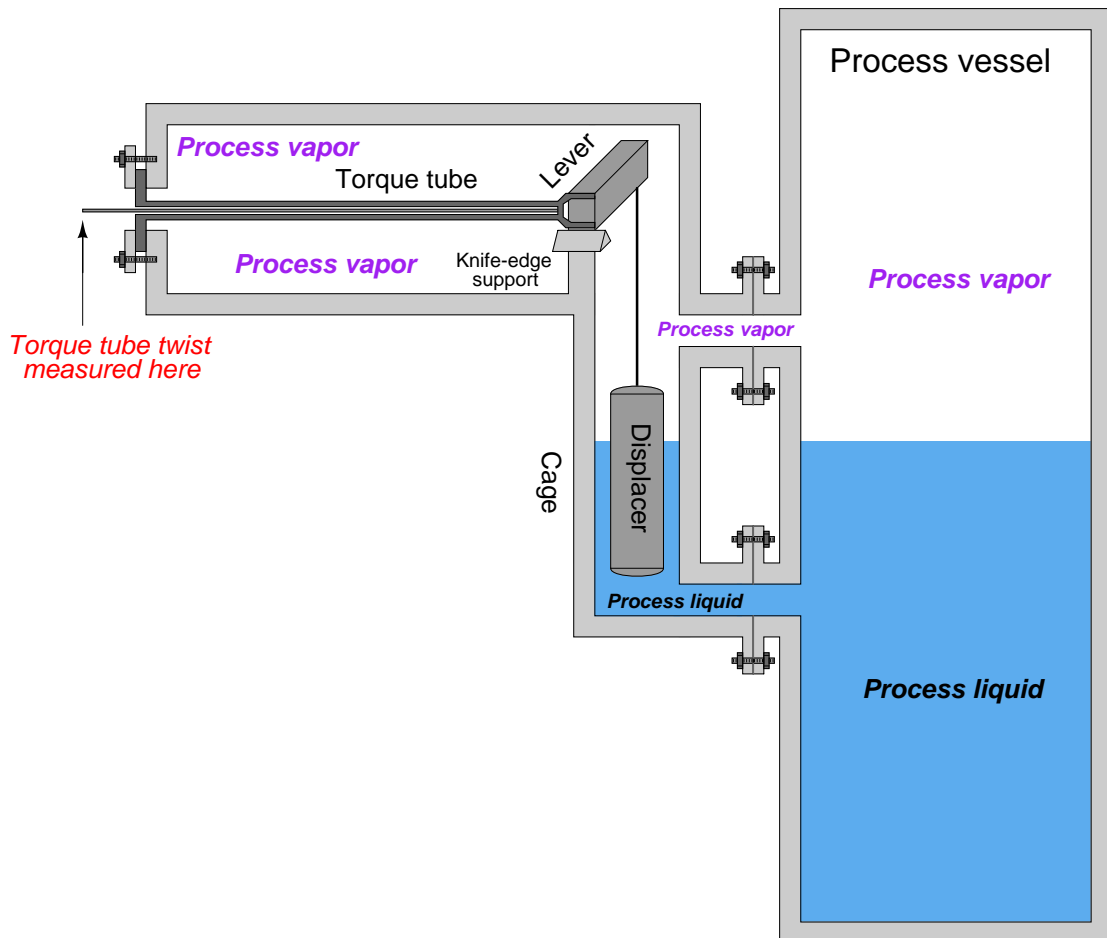 Process vessel
Process vapor
Lever
Torque tube
Process vapor
Knife-edge
support
Process vapor
Process vapor
Torque tube twist
measured here
Displacer
Cage
Process liquid
Process liquid